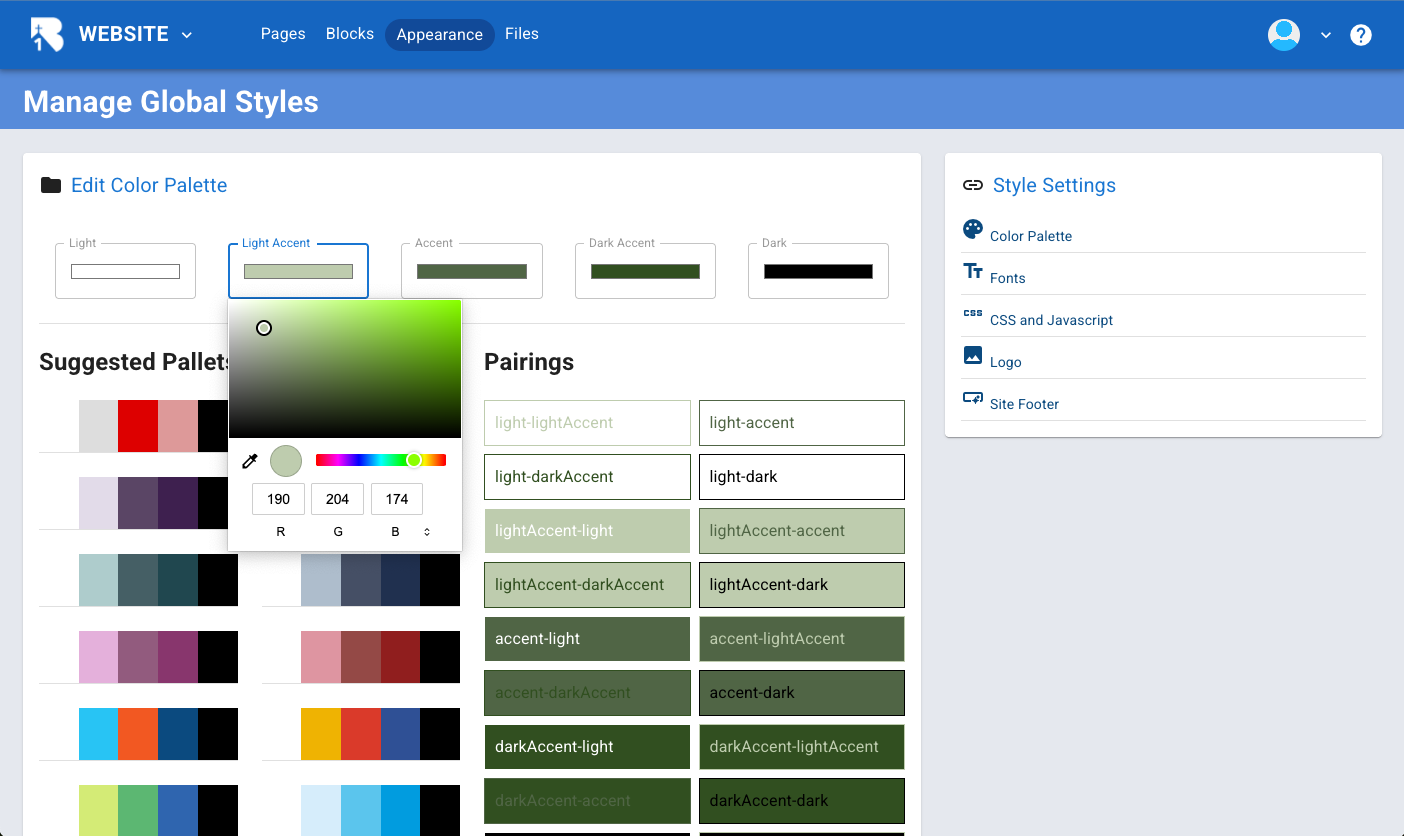 WEBSITE
Pages Blocks Appearance Files
Manage Global Styles
Edit Color Palette
Light
Light Accent
Accent
Dark Accent
Dark
Suggested Pallets
190 204 174
R G B
Pairings
light-lightAccent light-accent
light-darkAccent light-dark
lightAccent-light lightAccent-accent
lightAccent-darkAccent lightAccent-dark
accent-light accent-lightAccent
accent-darkAccent accent-dark
darkAccent-light darkAccent-lightAccent
darkAccent-accent darkAccent-dark
Style Settings
Color Palette
Fonts
css CSS and Javascript
Logo
Site Footer